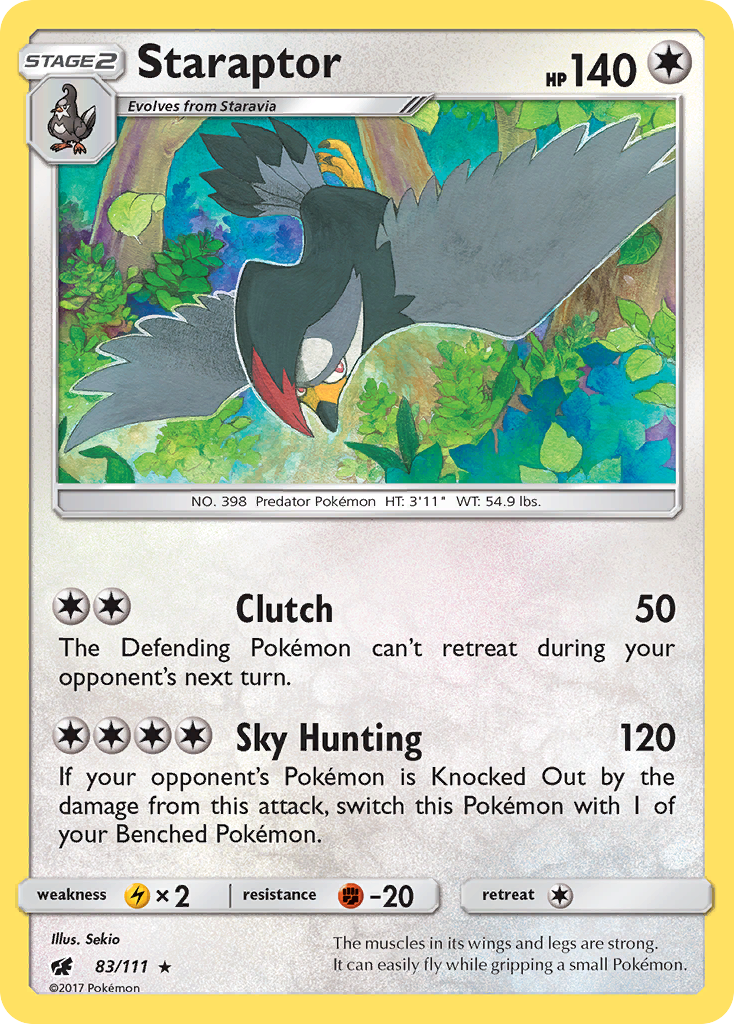 STAGE2 Staraptor HP 140
Evolves from Staravia
NO. 398 Predator Pokémon HT: 3'11" WT: 54.9 lbs.
Clutch 50
The Defending Pokémon can't retreat during your
opponent's next turn.
Sky Hunting 120
If your opponent's Pokémon is Knocked Out by the
damage from this attack, switch this Pokémon with 1 of
your Benched Pokémon.
weakness ×2 resistance -20 retreat
Illus. Sekio
83/111 ★
©2017 Pokémon
The muscles in its wings and legs are strong.
It can easily fly while gripping a small Pokémon.